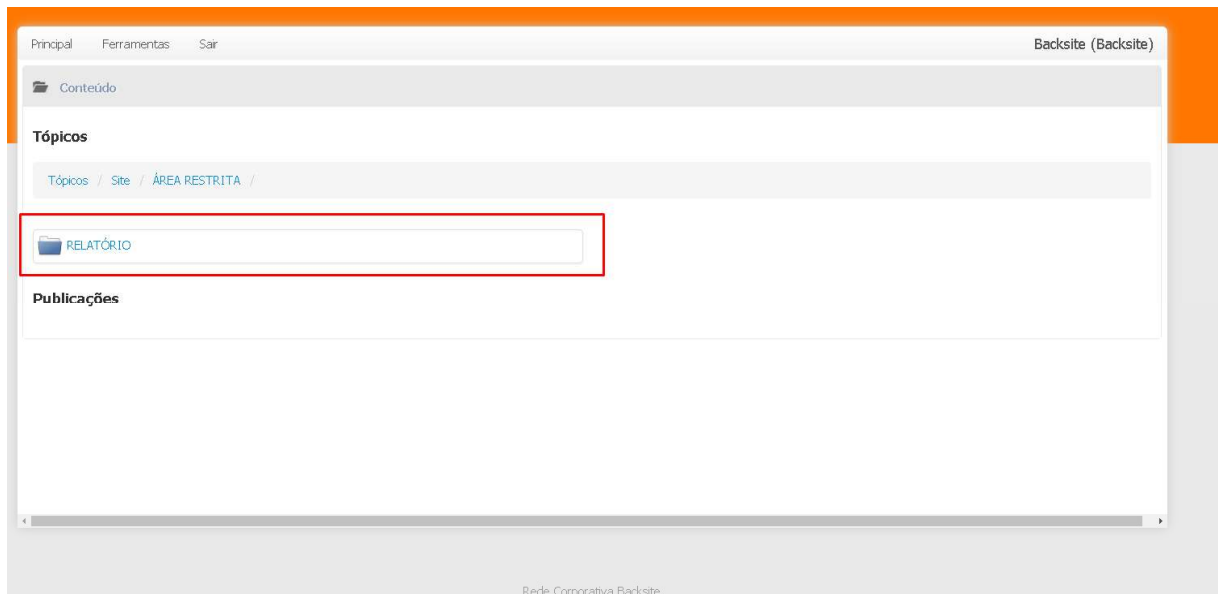 Principal Ferramentas Sair Backsite (Backsite)
Conteúdo
Tópicos
Tópicos / Site / ÁREA RESTRITA /
RELATÓRIO
Publicações
Rede Corporativa Backsite